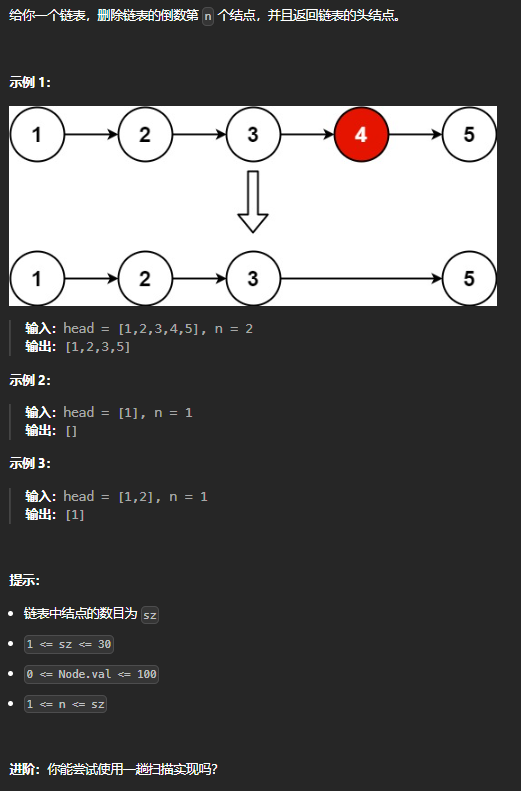 给你一个链表，删除链表的倒数第 n 个结点，并且返回链表的头结点。
示例 1：
1 2 3 4 5
1 2 3 5
输入：head = [1,2,3,4,5], n = 2
输出：[1,2,3,5]
示例 2：
输入：head = [1], n = 1
输出：[]
示例 3：
输入：head = [1,2], n = 1
输出：[1]
提示：
链表中结点的数目为 sz
1 <= sz <= 30
0 <= Node.val <= 100
1 <= n <= sz
进阶：你能尝试使用一趟扫描实现吗？